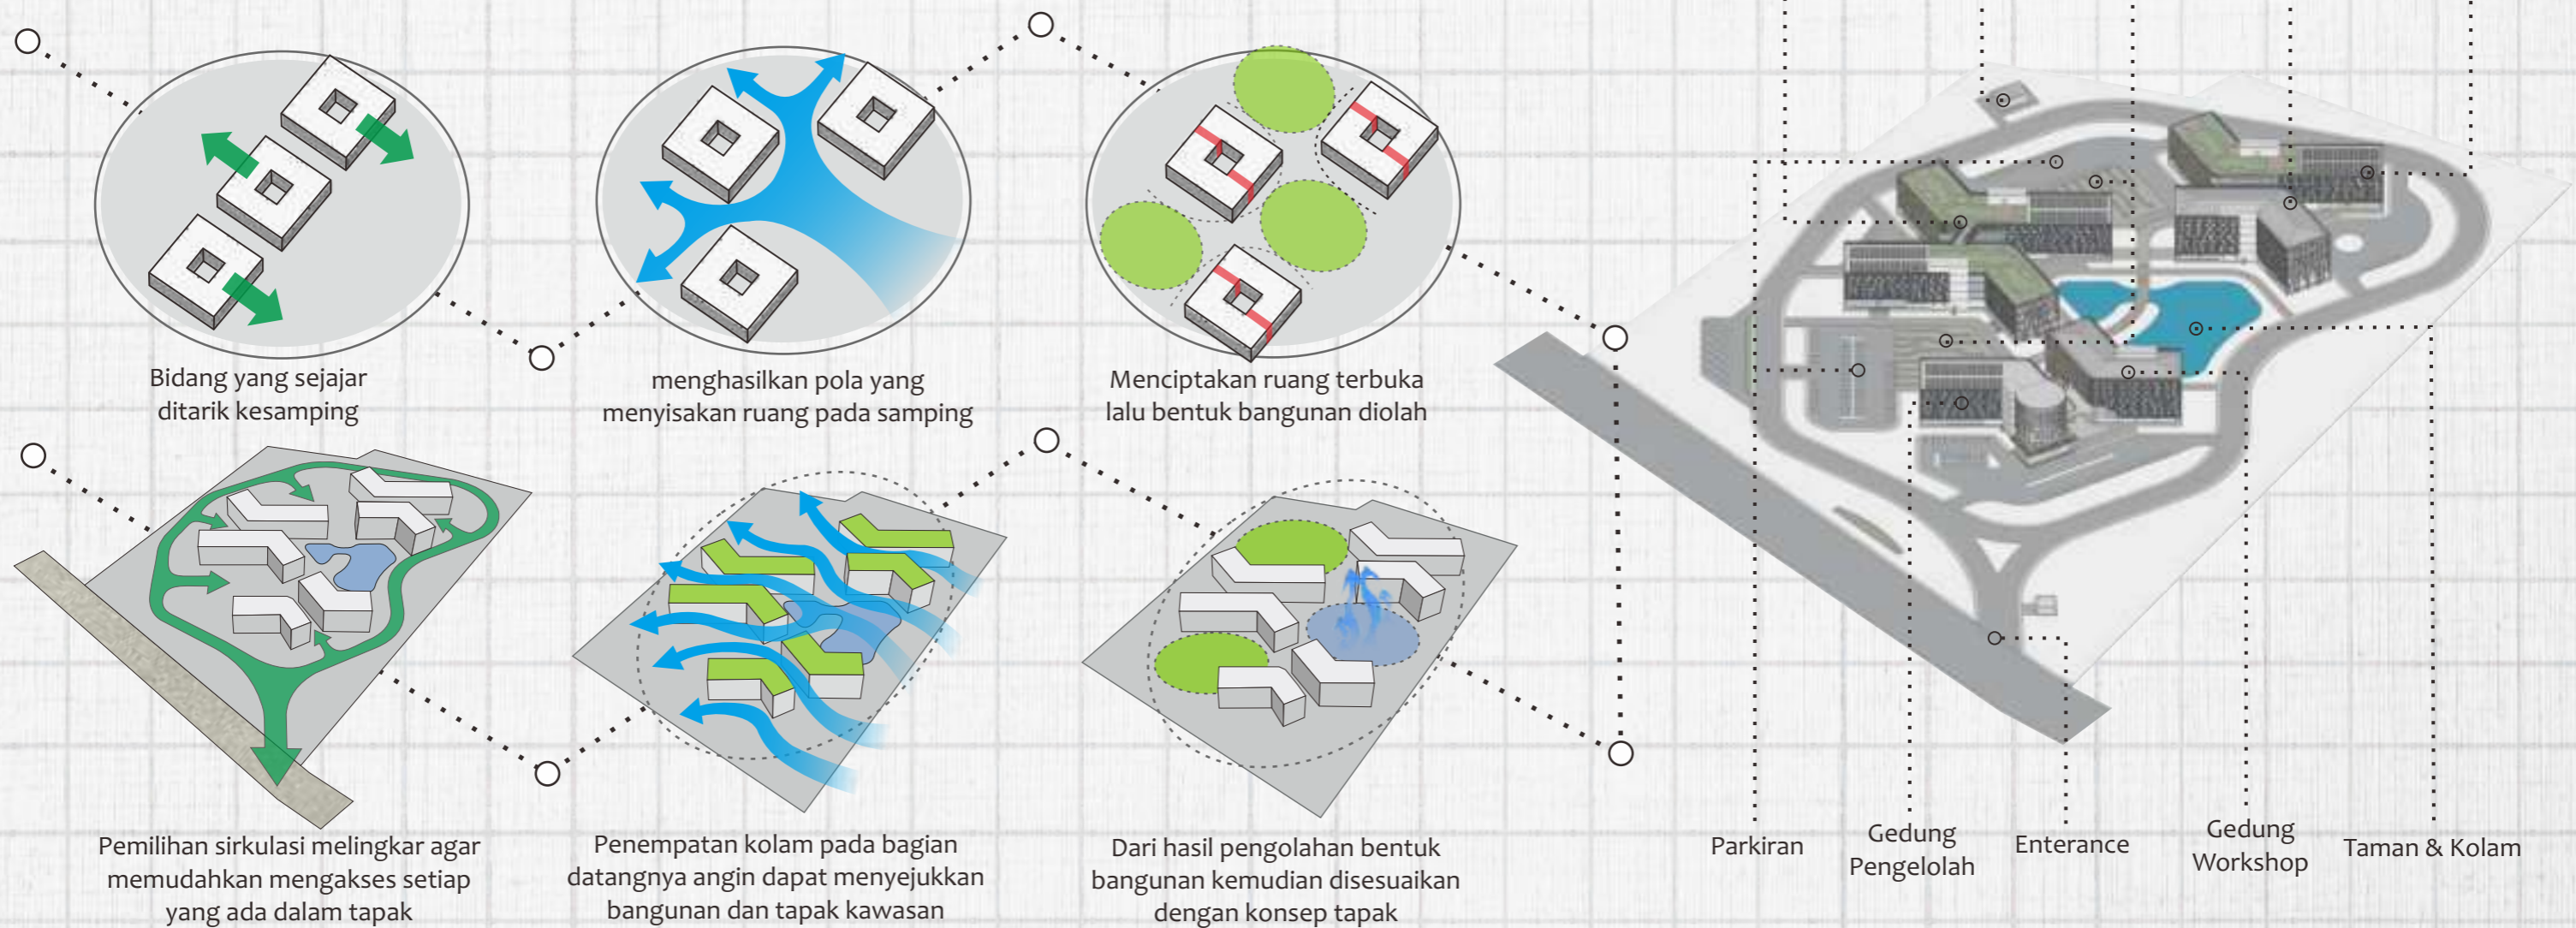 Bidang yang sejajar
ditarik kesamping
menghasilkan pola yang
menyisakan ruang pada samping
Menciptakan ruang terbuka
lalu bentuk bangunan diolah
Pemilihan sirkulasi melingkar agar
memudahkan mengakses setiap
yang ada dalam tapak
Penempatan kolam pada bagian
datangnya angin dapat menyejukkan
bangunan dan tapak kawasan
Dari hasil pengolahan bentuk
bangunan kemudian disesuaikan
dengan konsep tapak
Parkiran
Gedung
Pengelolah
Enterance
Gedung
Workshop
Taman & Kolam